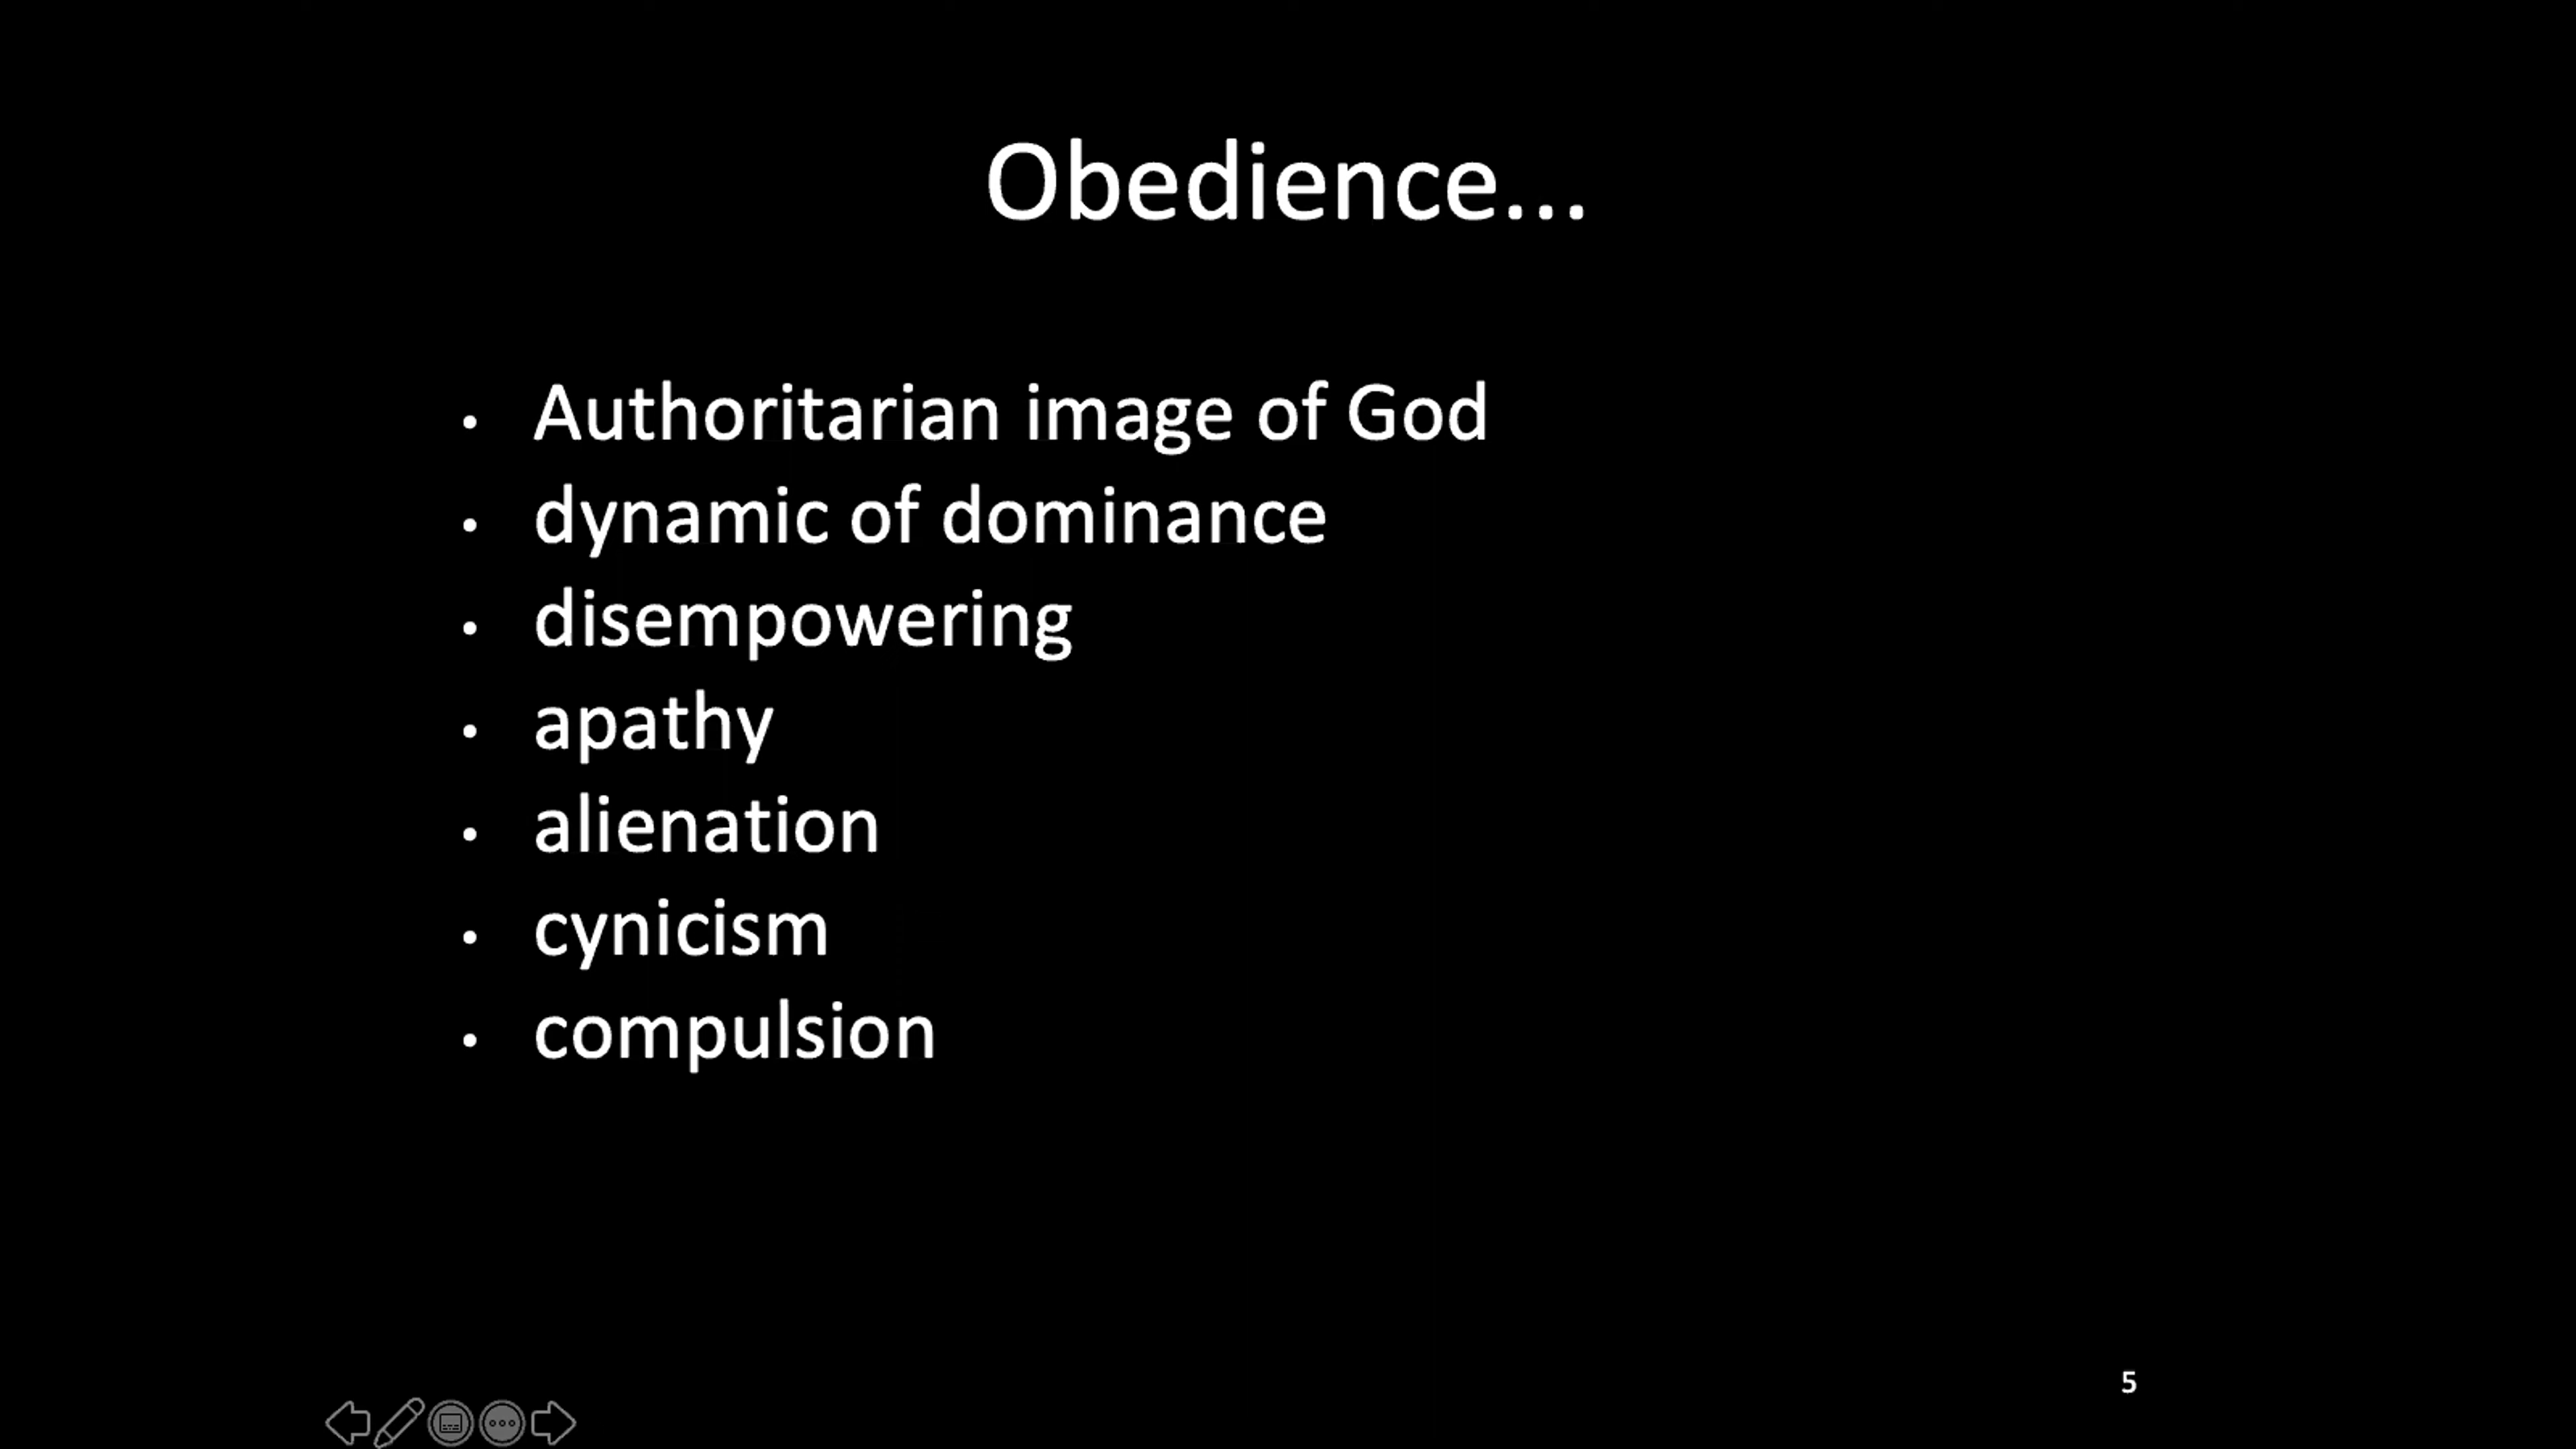 Obedience...
• Authoritarian image of God
• dynamic of dominance
• disempowering
• apathy
• alienation
• cynicism
• compulsion
5